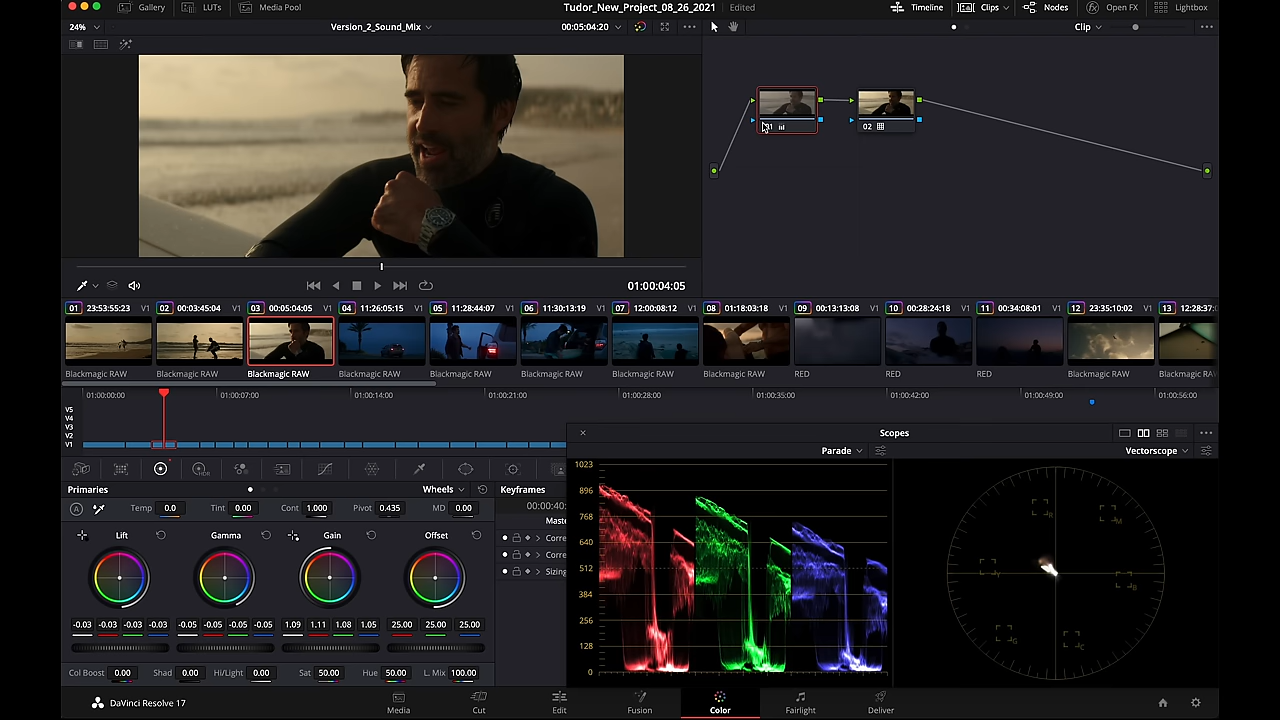 Gallery LUTs Media Pool Tudor_New_Project_08_26_2021 Edited Timeline Clips Nodes Open FX Lightbox
24% Version_2_Sound_Mix 00:05:04:20 Clip
02
01:00:04:05
01 23:53:55:23 V1 02 00:03:45:04 V1 03 00:05:04:05 V1 04 11:26:05:15 V1 05 11:28:44:07 V1 06 11:30:13:19 V1 07 12:00:08:12 V1 08 01:18:03:18 V1 09 00:13:13:08 V1 10 00:28:24:18 V1 11 00:34:08:01 V1 12 23:35:10:02 V1 13 12:28:37:
Blackmagic RAW Blackmagic RAW Blackmagic RAW Blackmagic RAW Blackmagic RAW Blackmagic RAW Blackmagic RAW Blackmagic RAW RED RED RED Blackmagic RAW Blackmagic RAW
01:00:00:00 01:00:07:00 01:00:14:00 01:00:21:00 01:00:28:00 01:00:35:00 01:00:42:00 01:00:49:00 01:00:56:00
V5
V4
V3
V2
V1
Scopes
Parade Vectorscope
Primaries Wheels Keyframes
Temp 0.0 Tint 0.00 Cont 1.000 Pivot 0.435 MD 0.00
00:00:40:
Maste
Corre
Corre
Sizing
Lift Gamma Gain Offset
-0.03 -0.03 -0.03 -0.03 -0.05 -0.05 -0.05 -0.05 1.09 1.11 1.08 1.05 25.00 25.00 25.00
Col Boost 0.00 Shad 0.00 Hi/Light 0.00 Sat 50.00 Hue 50.00 L. Mix 100.00
1023
896
768
640
512
384
256
128
0
R
M
Y
B
G
C
DaVinci Resolve 17 Media Cut Edit Fusion Color Fairlight Deliver